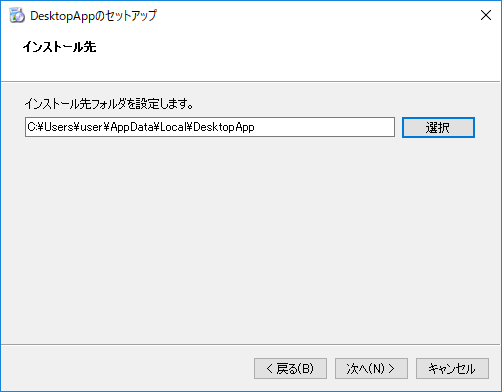 DesktopAppのセットアップ
インストール先
インストール先フォルダを設定します。
C:¥Users¥user¥AppData¥Local¥DesktopApp
選択
< 戻る(B)
次へ(N) >
キャンセル